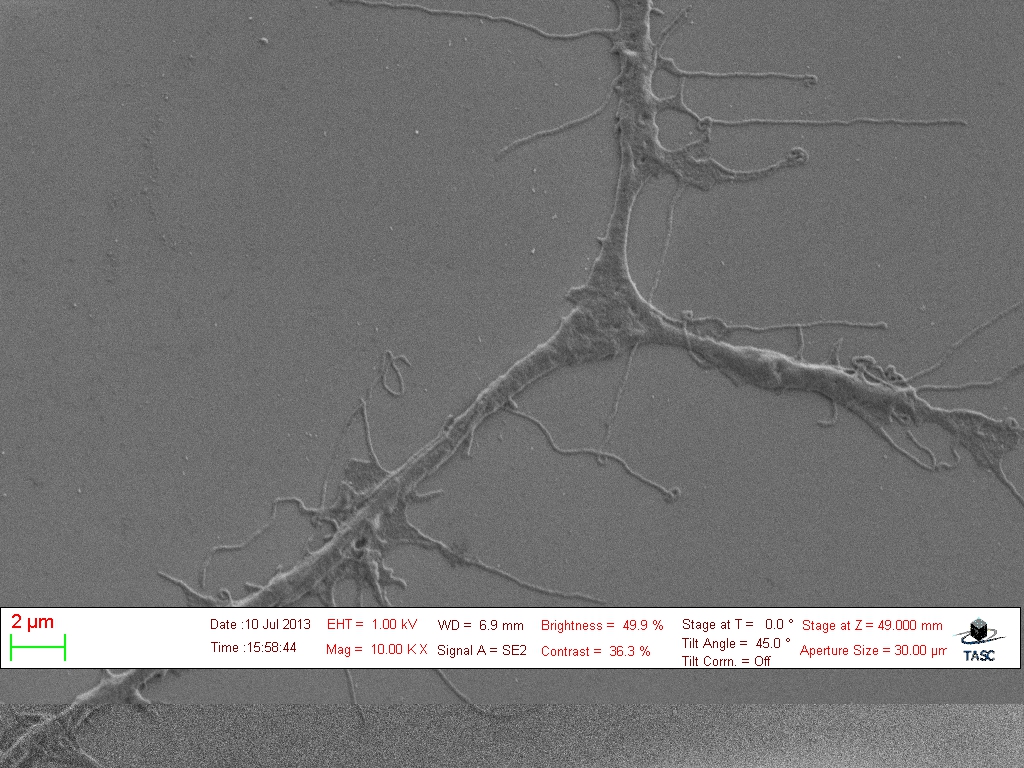 2 µm
Date :10 Jul 2013 EHT = 1.00 kV WD = 6.9 mm Brightness = 49.9 % Stage at T = 0.0 ° Stage at Z = 49.000 mm
Time :15:58:44 Mag = 10.00 K X Signal A = SE2 Contrast = 36.3 % Tilt Angle = 45.0 ° Aperture Size = 30.00 µm
Tilt Corrn. = Off
TASC